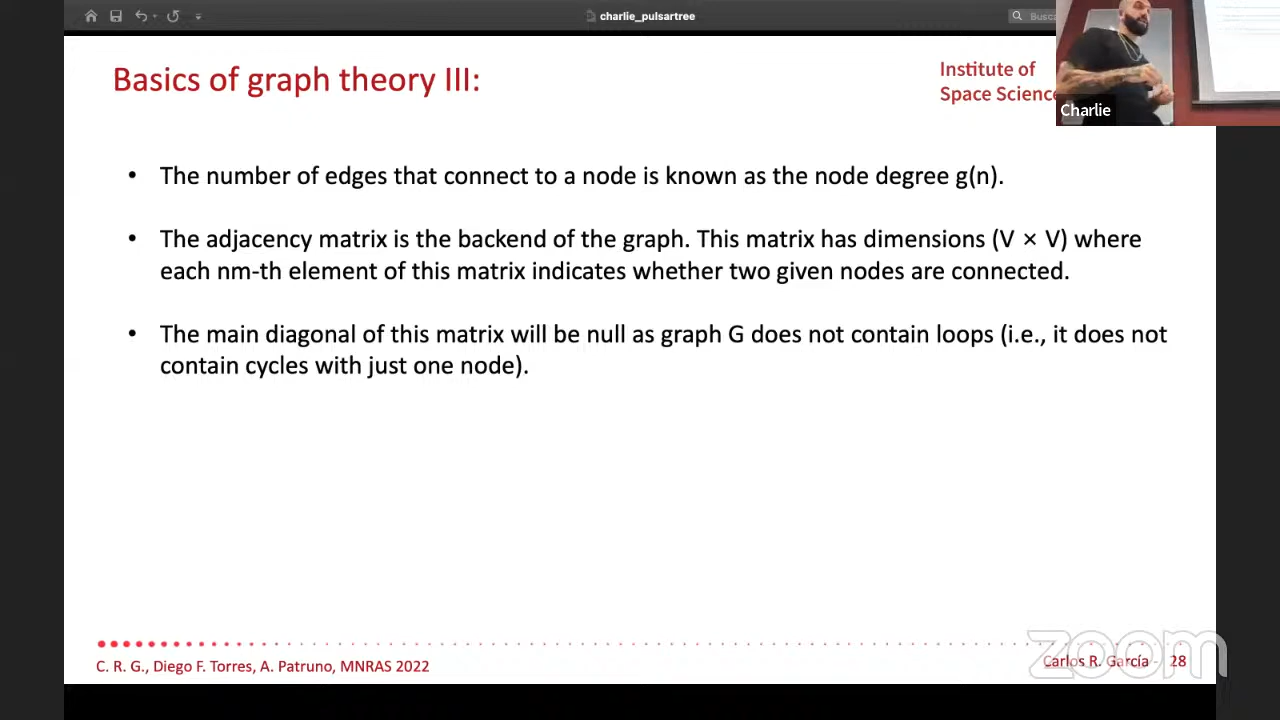 charlie_pulsartree
Busca
Basics of graph theory III:
Institute of
Space Science
Charlie
• The number of edges that connect to a node is known as the node degree g(n).
• The adjacency matrix is the backend of the graph. This matrix has dimensions (V × V) where
each nm-th element of this matrix indicates whether two given nodes are connected.
• The main diagonal of this matrix will be null as graph G does not contain loops (i.e., it does not
contain cycles with just one node).
C. R. G., Diego F. Torres, A. Patruno, MNRAS 2022
Carlos R. García - 28
zoom